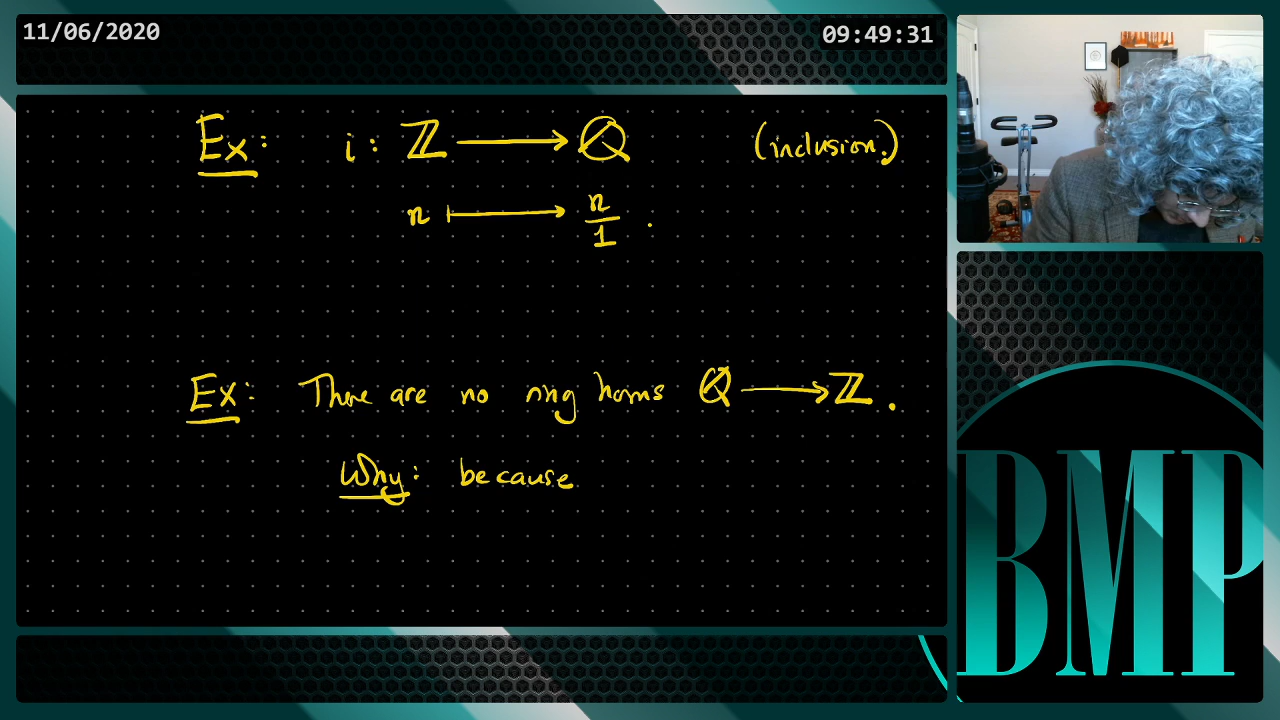 11/06/2020
09:49:31
Ex: i: ℤ ⟶ ℚ (inclusion.)
n ⟼ n/1 .
Ex: There are no ring homs ℚ ⟶ ℤ.
Why: because
BMP